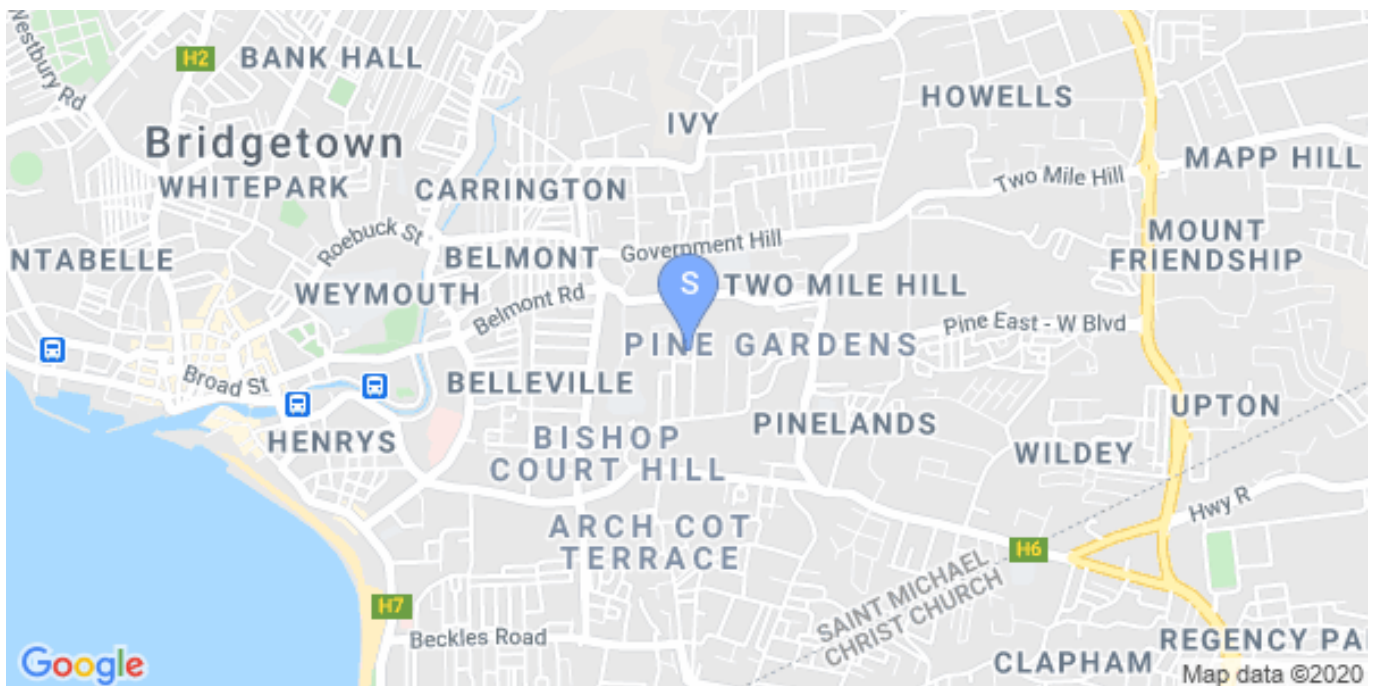 Westbury Rd
H2
BANK HALL
HOWELLS
IVY
Bridgetown
WHITEPARK
CARRINGTON
Two Mile Hill
MAPP HILL
Roebuck St
Government Hill
MOUNT
FRIENDSHIP
NTABELLE
BELMONT
WEYMOUTH
S
TWO MILE HILL
Belmont Rd
PINE GARDENS
Pine East - W Blvd
Broad St
BELLEVILLE
UPTON
HENRYS
BISHOP
COURT HILL
PINELANDS
WILDEY
Hwy R
ARCH COT
TERRACE
H6
SAINT MICHAEL
CHRIST CHURCH
H7
Beckles Road
REGENCY PA
CLAPHAM
Google
Map data ©2020